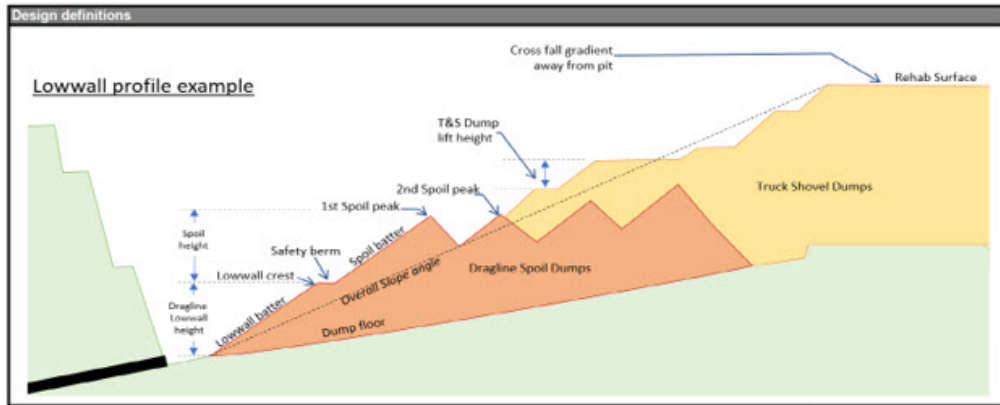 Design definitions
Lowwall profile example
Cross fall gradient
away from pit
Rehab Surface
T&S Dump
lift height
2nd Spoil peak
1st Spoil peak
Truck Shovel Dumps
Spoil
height
Safety berm
Spoil batter
Lowwall crest
Overall Slope angle
Dragline Spoil Dumps
Dragline
Lowwall
height
Lowwall batter
Dump floor